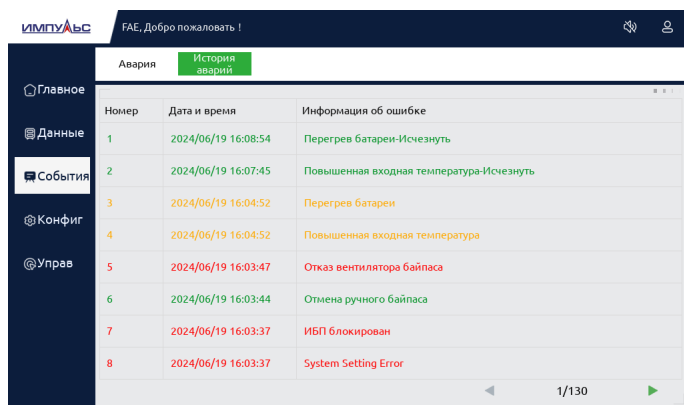 ИМПУЛЬС
FAE, Добро пожаловать !
Авария
История
аварий
Главное
Данные
События
Конфиг
Управ
Номер Дата и время Информация об ошибке
1 2024/06/19 16:08:54 Перегрев батареи-Исчезнуть
2 2024/06/19 16:07:45 Повышенная входная температура-Исчезнуть
3 2024/06/19 16:04:52 Перегрев батареи
4 2024/06/19 16:04:52 Повышенная входная температура
5 2024/06/19 16:03:47 Отказ вентилятора байпаса
6 2024/06/19 16:03:44 Отмена ручного байпаса
7 2024/06/19 16:03:37 ИБП блокирован
8 2024/06/19 16:03:37 System Setting Error
1/130